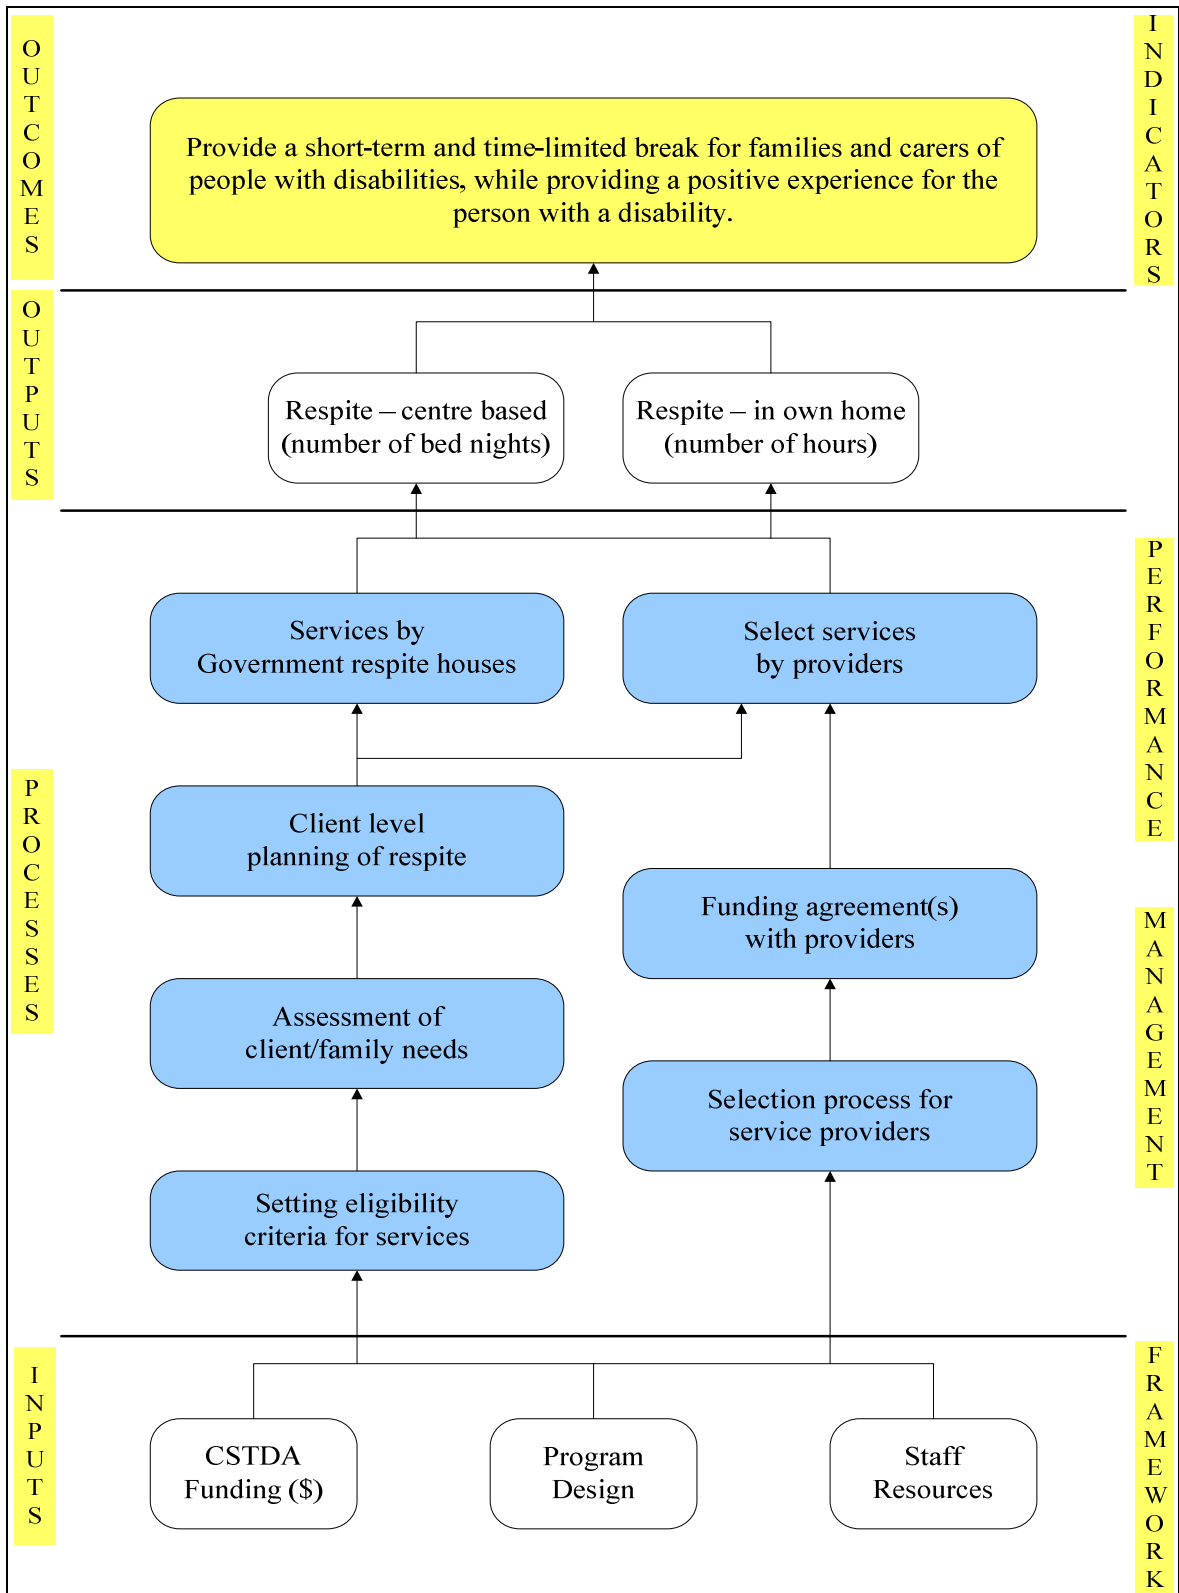 OUTCOMES
INDICATORS
Provide a short-term and time-limited break for families and carers of
people with disabilities, while providing a positive experience for the
person with a disability.
OUTPUTS
Respite – centre based
(number of bed nights)
Respite – in own home
(number of hours)
PERFORMANCE
Services by
Government respite houses
Select services
by providers
PROCESSES
Client level
planning of respite
Funding agreement(s)
with providers
MANAGEMENT
Assessment of
client/family needs
Selection process for
service providers
Setting eligibility
criteria for services
INPUTS
FRAMEWORK
CSTDA
Funding ($)
Program
Design
Staff
Resources